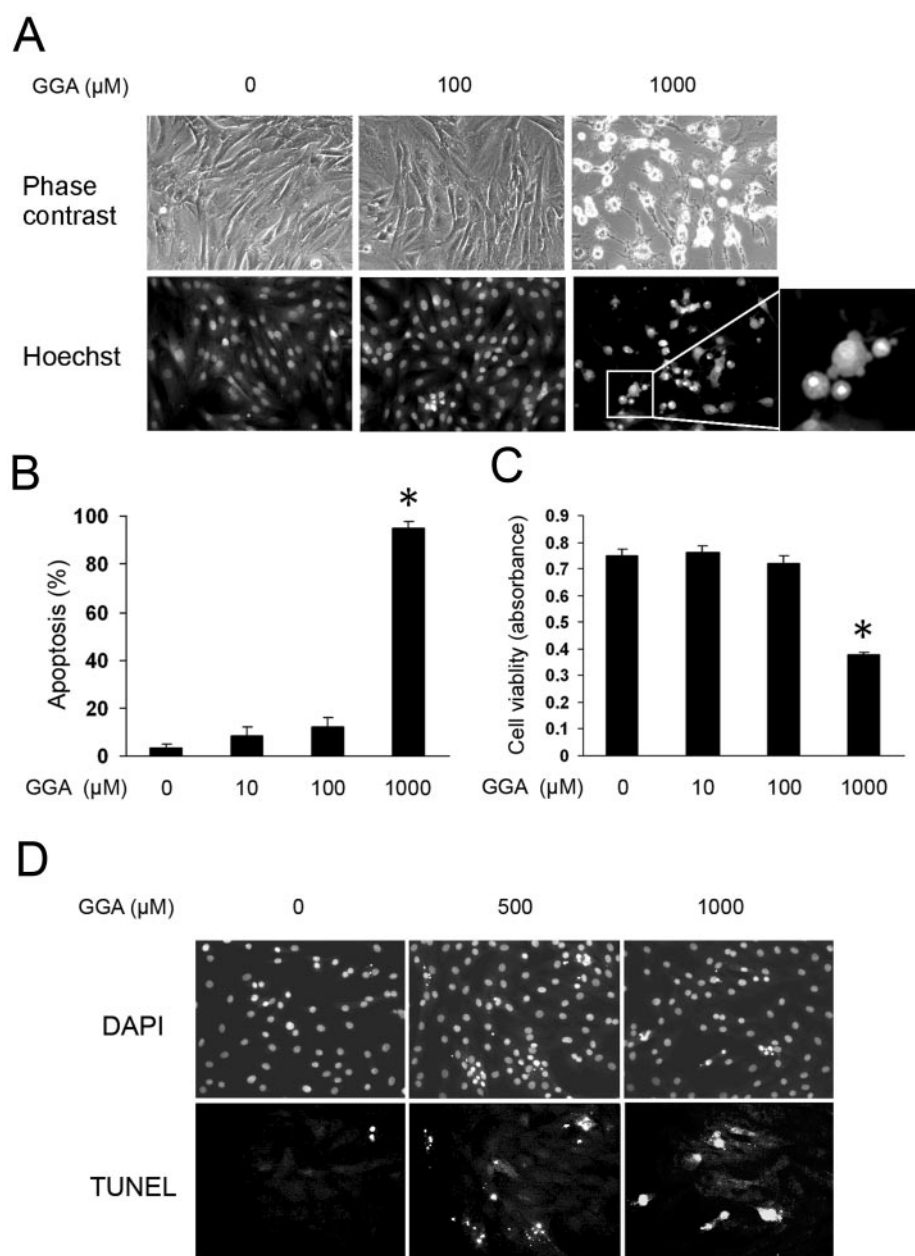 A
GGA (µM) 0 100 1000
Phase
contrast
Hoechst
B
*
100
80
60
40
20
0
Apoptosis (%)
GGA (µM) 0 10 100 1000
C
0.9
0.8
0.7
0.6
0.5
0.4
0.3
0.2
0.1
0
*
Cell viablity (absorbance)
GGA (µM) 0 10 100 1000
D
GGA (µM) 0 500 1000
DAPI
TUNEL